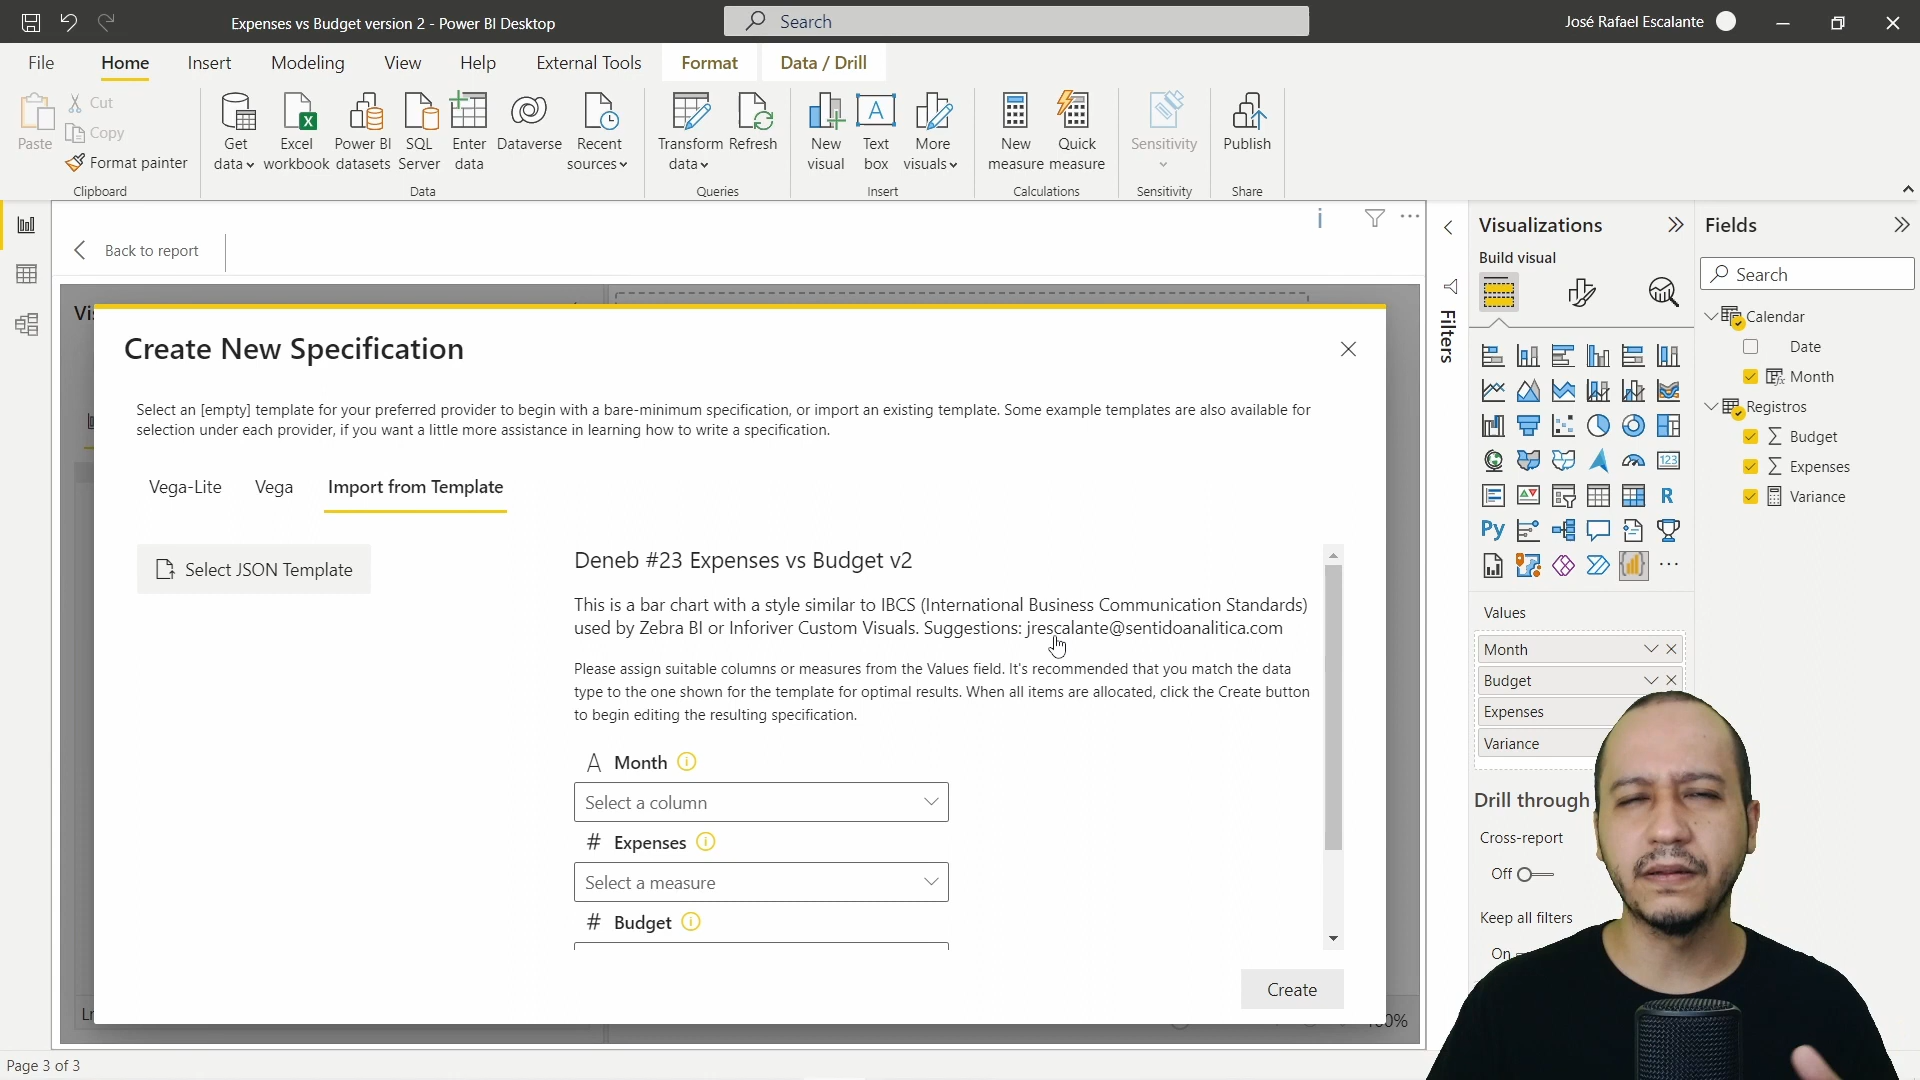 Expenses vs Budget version 2 - Power BI Desktop
Search
José Rafael Escalante
File
Home
Insert
Modeling
View
Help
External Tools
Format
Data / Drill
Paste
Cut
Copy
Format painter
Clipboard
Get
data
Excel
workbook
Power BI
datasets
SQL
Server
Enter
data
Dataverse
Recent
sources
Data
Transform
data
Refresh
Queries
New
visual
Text
box
More
visuals
Insert
New
measure
Quick
measure
Calculations
Sensitivity
Sensitivity
Publish
Share
Back to report
Create New Specification
Select an [empty] template for your preferred provider to begin with a bare-minimum specification, or import an existing template. Some example templates are also available for
selection under each provider, if you want a little more assistance in learning how to write a specification.
Vega-Lite
Vega
Import from Template
Select JSON Template
Deneb #23 Expenses vs Budget v2
This is a bar chart with a style similar to IBCS (International Business Communication Standards)
used by Zebra BI or Inforiver Custom Visuals. Suggestions: jrescalante@sentidoanalitica.com
Please assign suitable columns or measures from the Values field. It's recommended that you match the data
type to the one shown for the template for optimal results. When all items are allocated, click the Create button
to begin editing the resulting specification.
A Month
Select a column
# Expenses
Select a measure
# Budget
Create
Page 3 of 3
Filters
Visualizations
Build visual
123
R
Py
Values
Month
Budget
Expenses
Variance
Drill through
Cross-report
Off
Keep all filters
On
Fields
Search
Calendar
Date
Month
Registros
Budget
Expenses
Variance